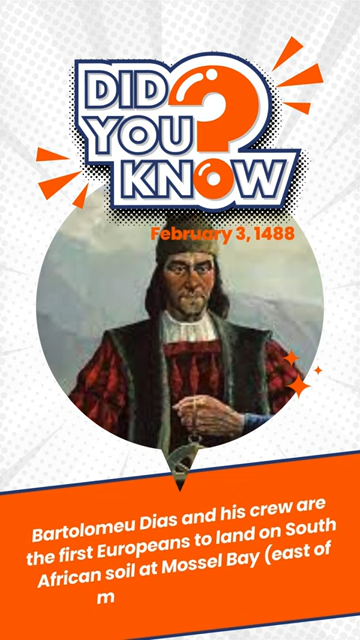 DID
YOU
KNOW
February 3, 1488
Bartolomeu Dias and his crew are
the first Europeans to land on South
African soil at Mossel Bay (east of
m